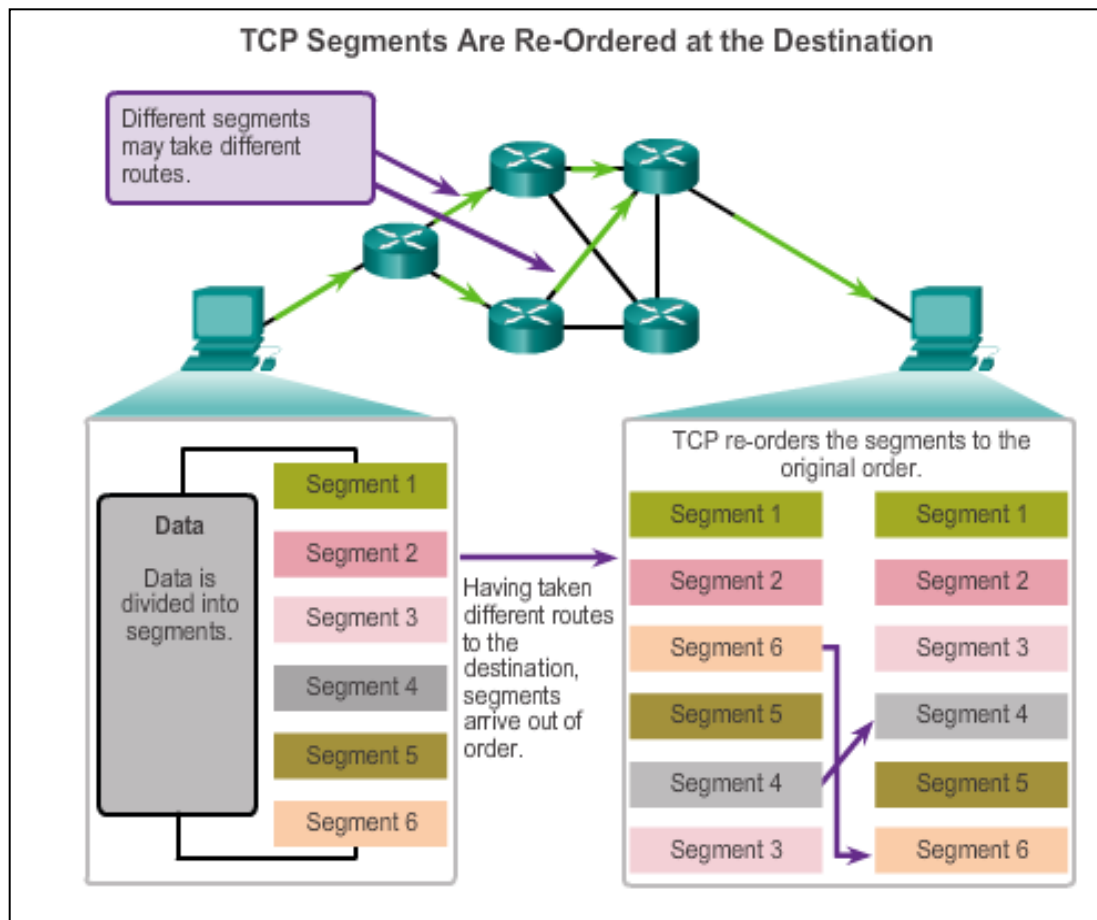 TCP Segments Are Re-Ordered at the Destination
Different segments
may take different
routes.
Data
Data is
divided into
segments.
Segment 1
Segment 2
Segment 3
Segment 4
Segment 5
Segment 6
Having taken
different routes
to the
destination,
segments
arrive out of
order.
TCP re-orders the segments to the
original order.
Segment 1
Segment 2
Segment 6
Segment 5
Segment 4
Segment 3
Segment 1
Segment 2
Segment 3
Segment 4
Segment 5
Segment 6